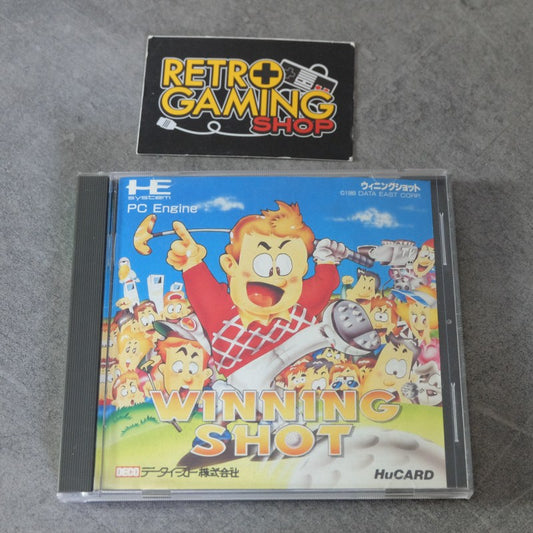 RETRO
GAMING
SHOP
HE
system
PC Engine
ウィニングショット
©1989 DATA EAST CORP.
WINNING
SHOT
DECO データイースト株式会社
HuCARD